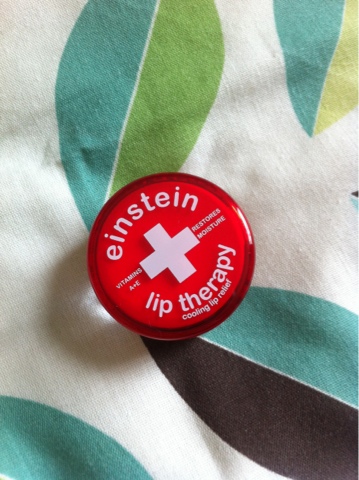 einstein
RESTORES
MOISTURE
VITAMINS
A+E
lip therapy
cooling lip relief